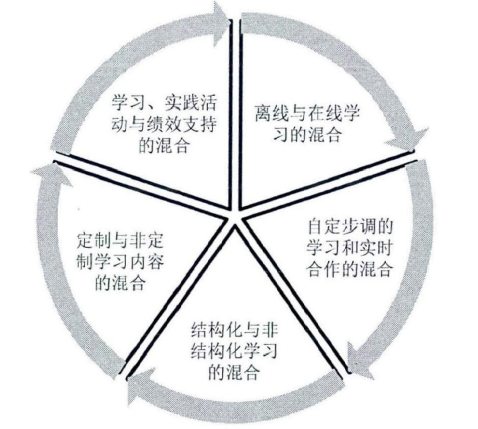 学习、实践活
动与绩效支持
的混合
离线与在线学
习的混合
自定步调的
学习和实时
合作的混合
结构化与非
结构化学习
的混合
定制与非定
制学习内容
的混合